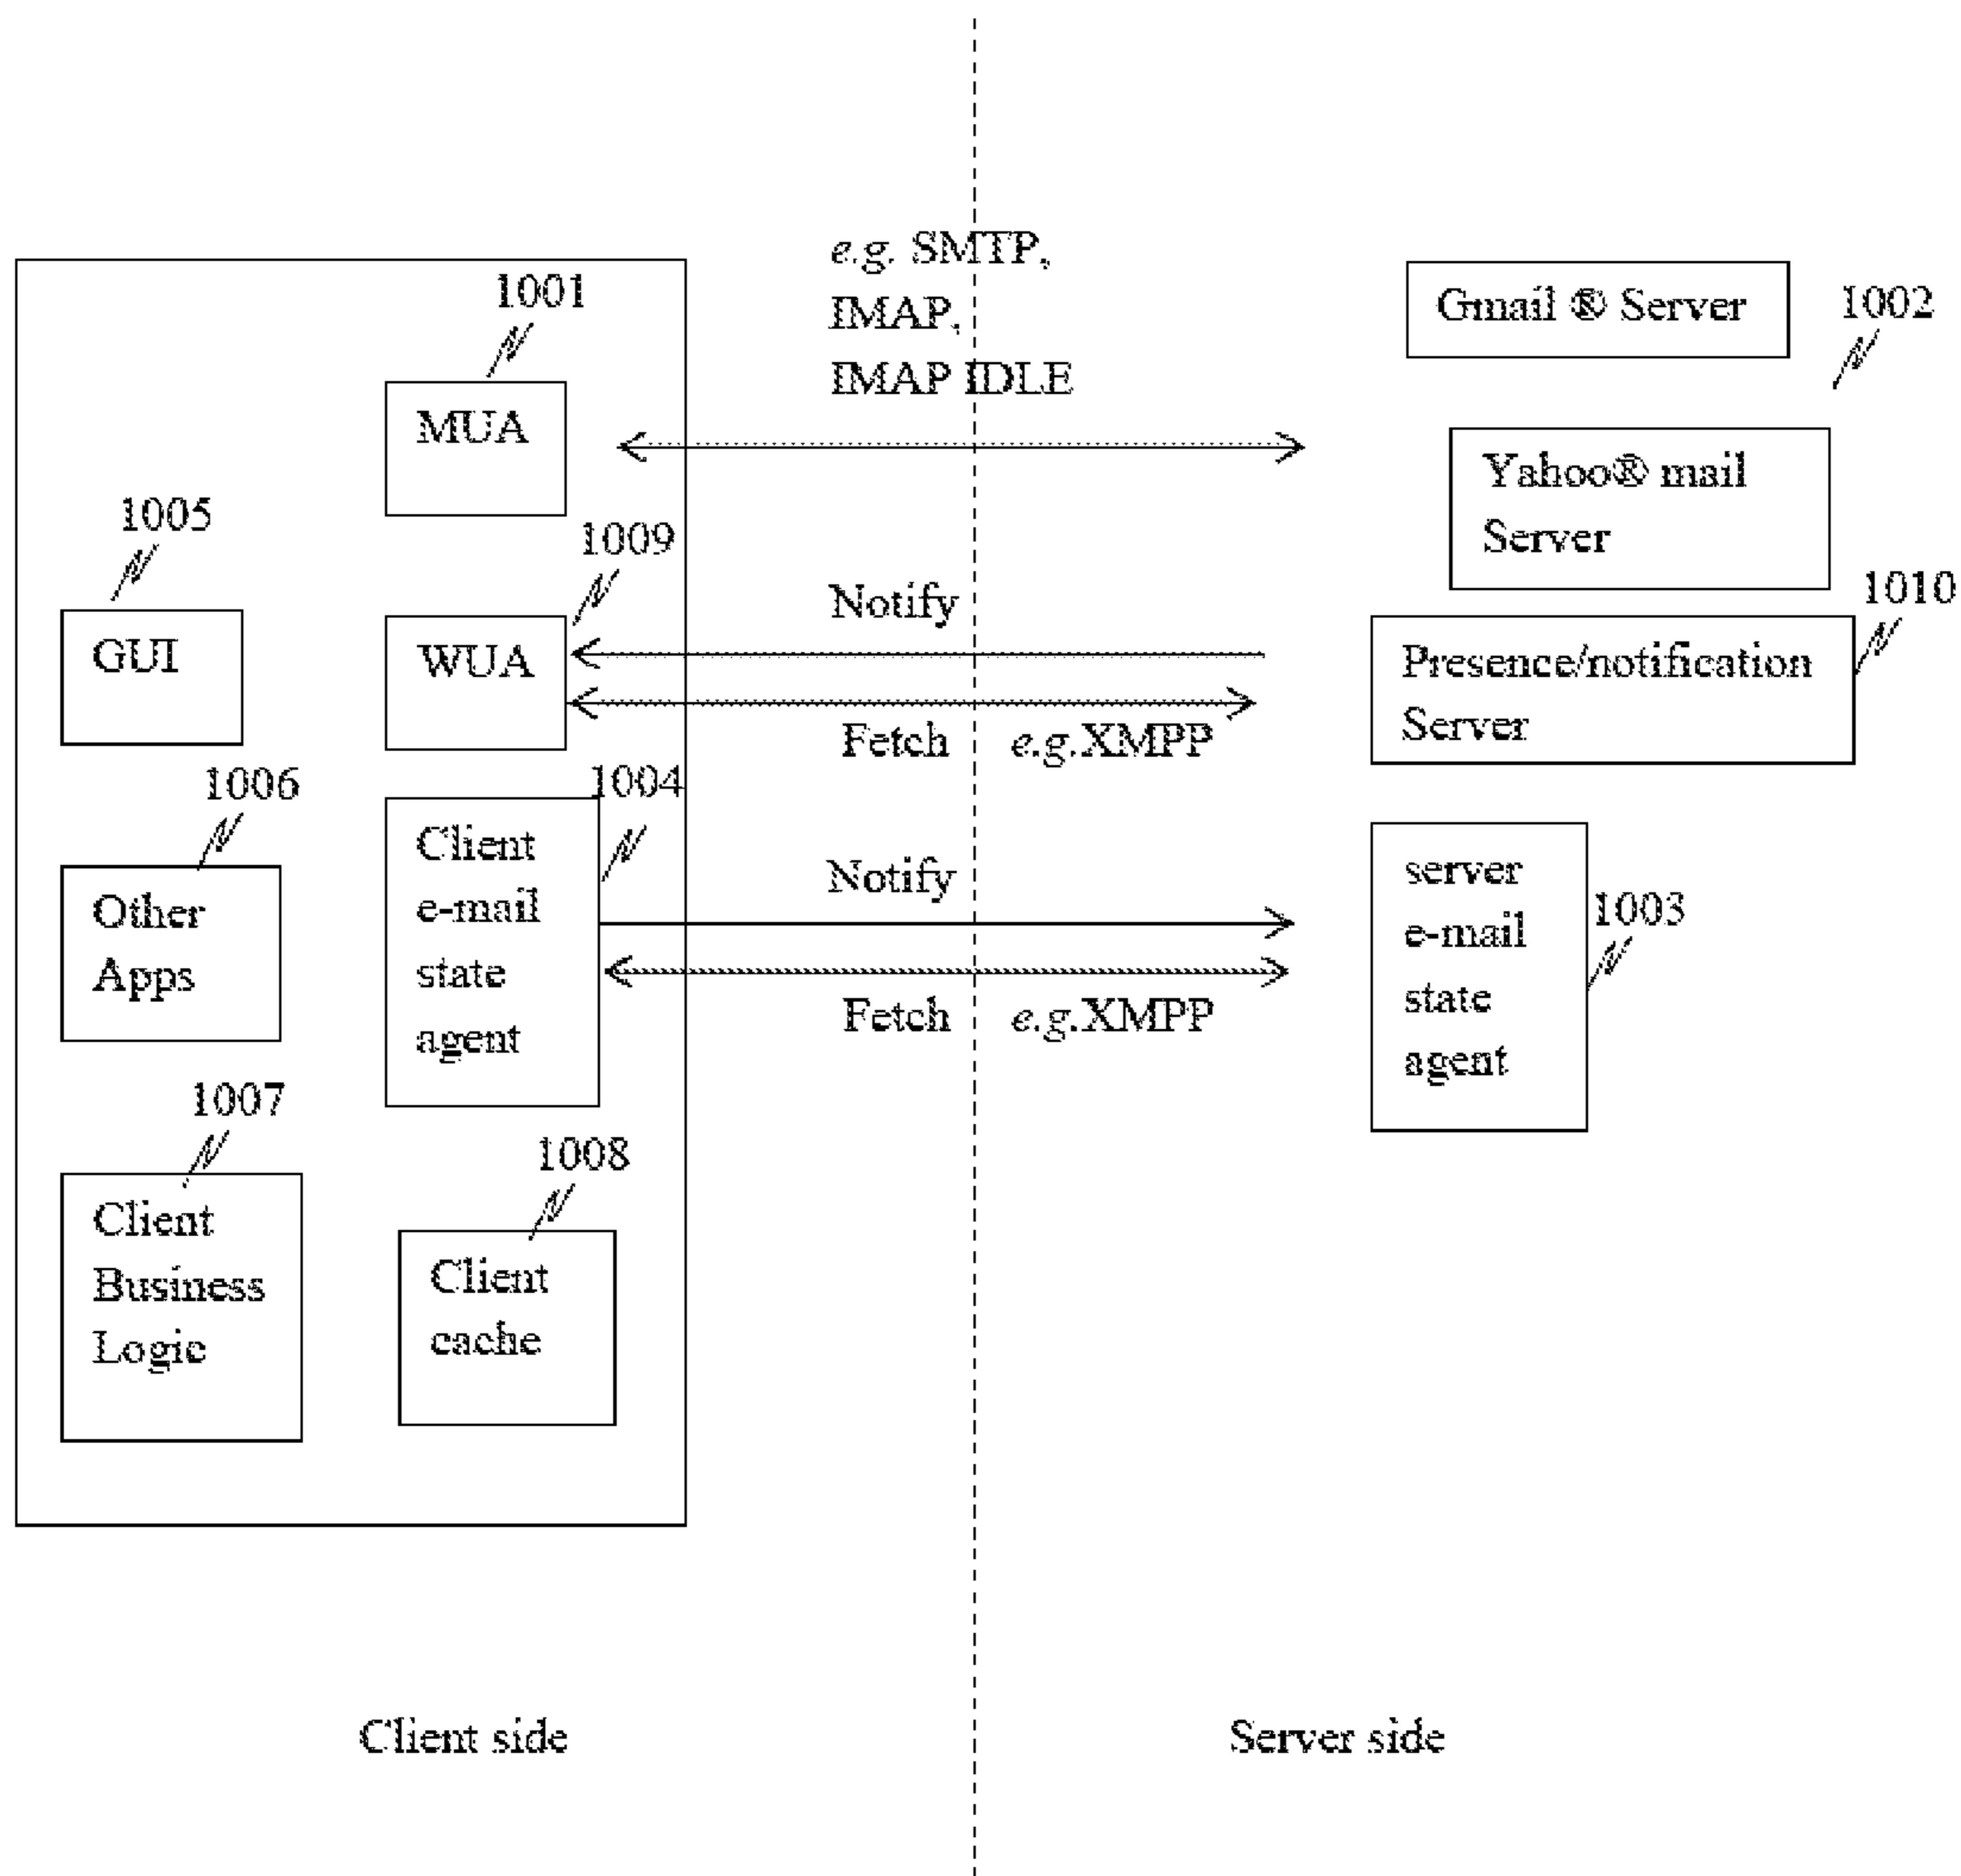 e.g. SMTP,
IMAP,
IMAP IDLE
1001
MUA
1005
GUI
1009
WUA
1006
Other
Apps
1004
Client
e-mail
state
agent
1007
Client
Business
Logic
1008
Client
cache
Notify
Fetch e.g.XMPP
Notify
Fetch e.g.XMPP
Gmail ® Server
1002
Yahoo® mail
Server
1010
Presence/notification
Server
server
e-mail
state
agent
1003
Client side
Server side